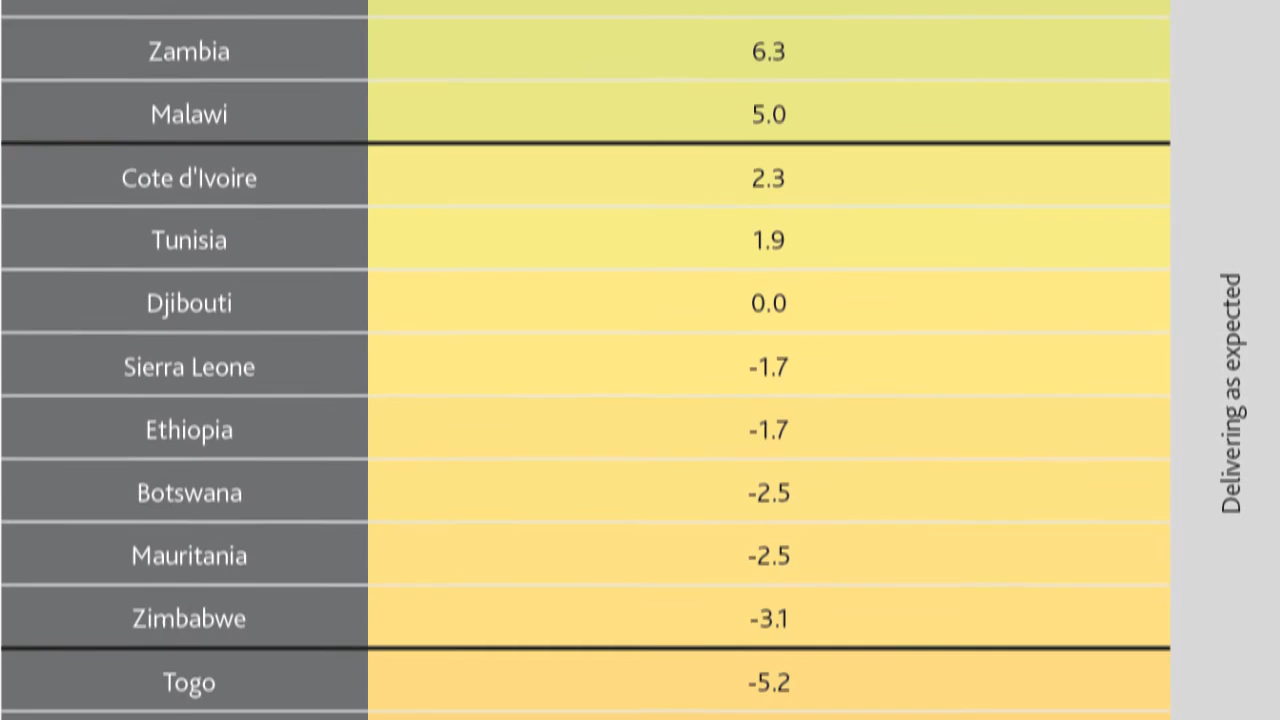 Zambia 6.3
Malawi 5.0
Cote d'Ivoire 2.3
Tunisia 1.9
Djibouti 0.0
Sierra Leone -1.7
Ethiopia -1.7
Botswana -2.5
Mauritania -2.5
Zimbabwe -3.1
Togo -5.2
Delivering as expected